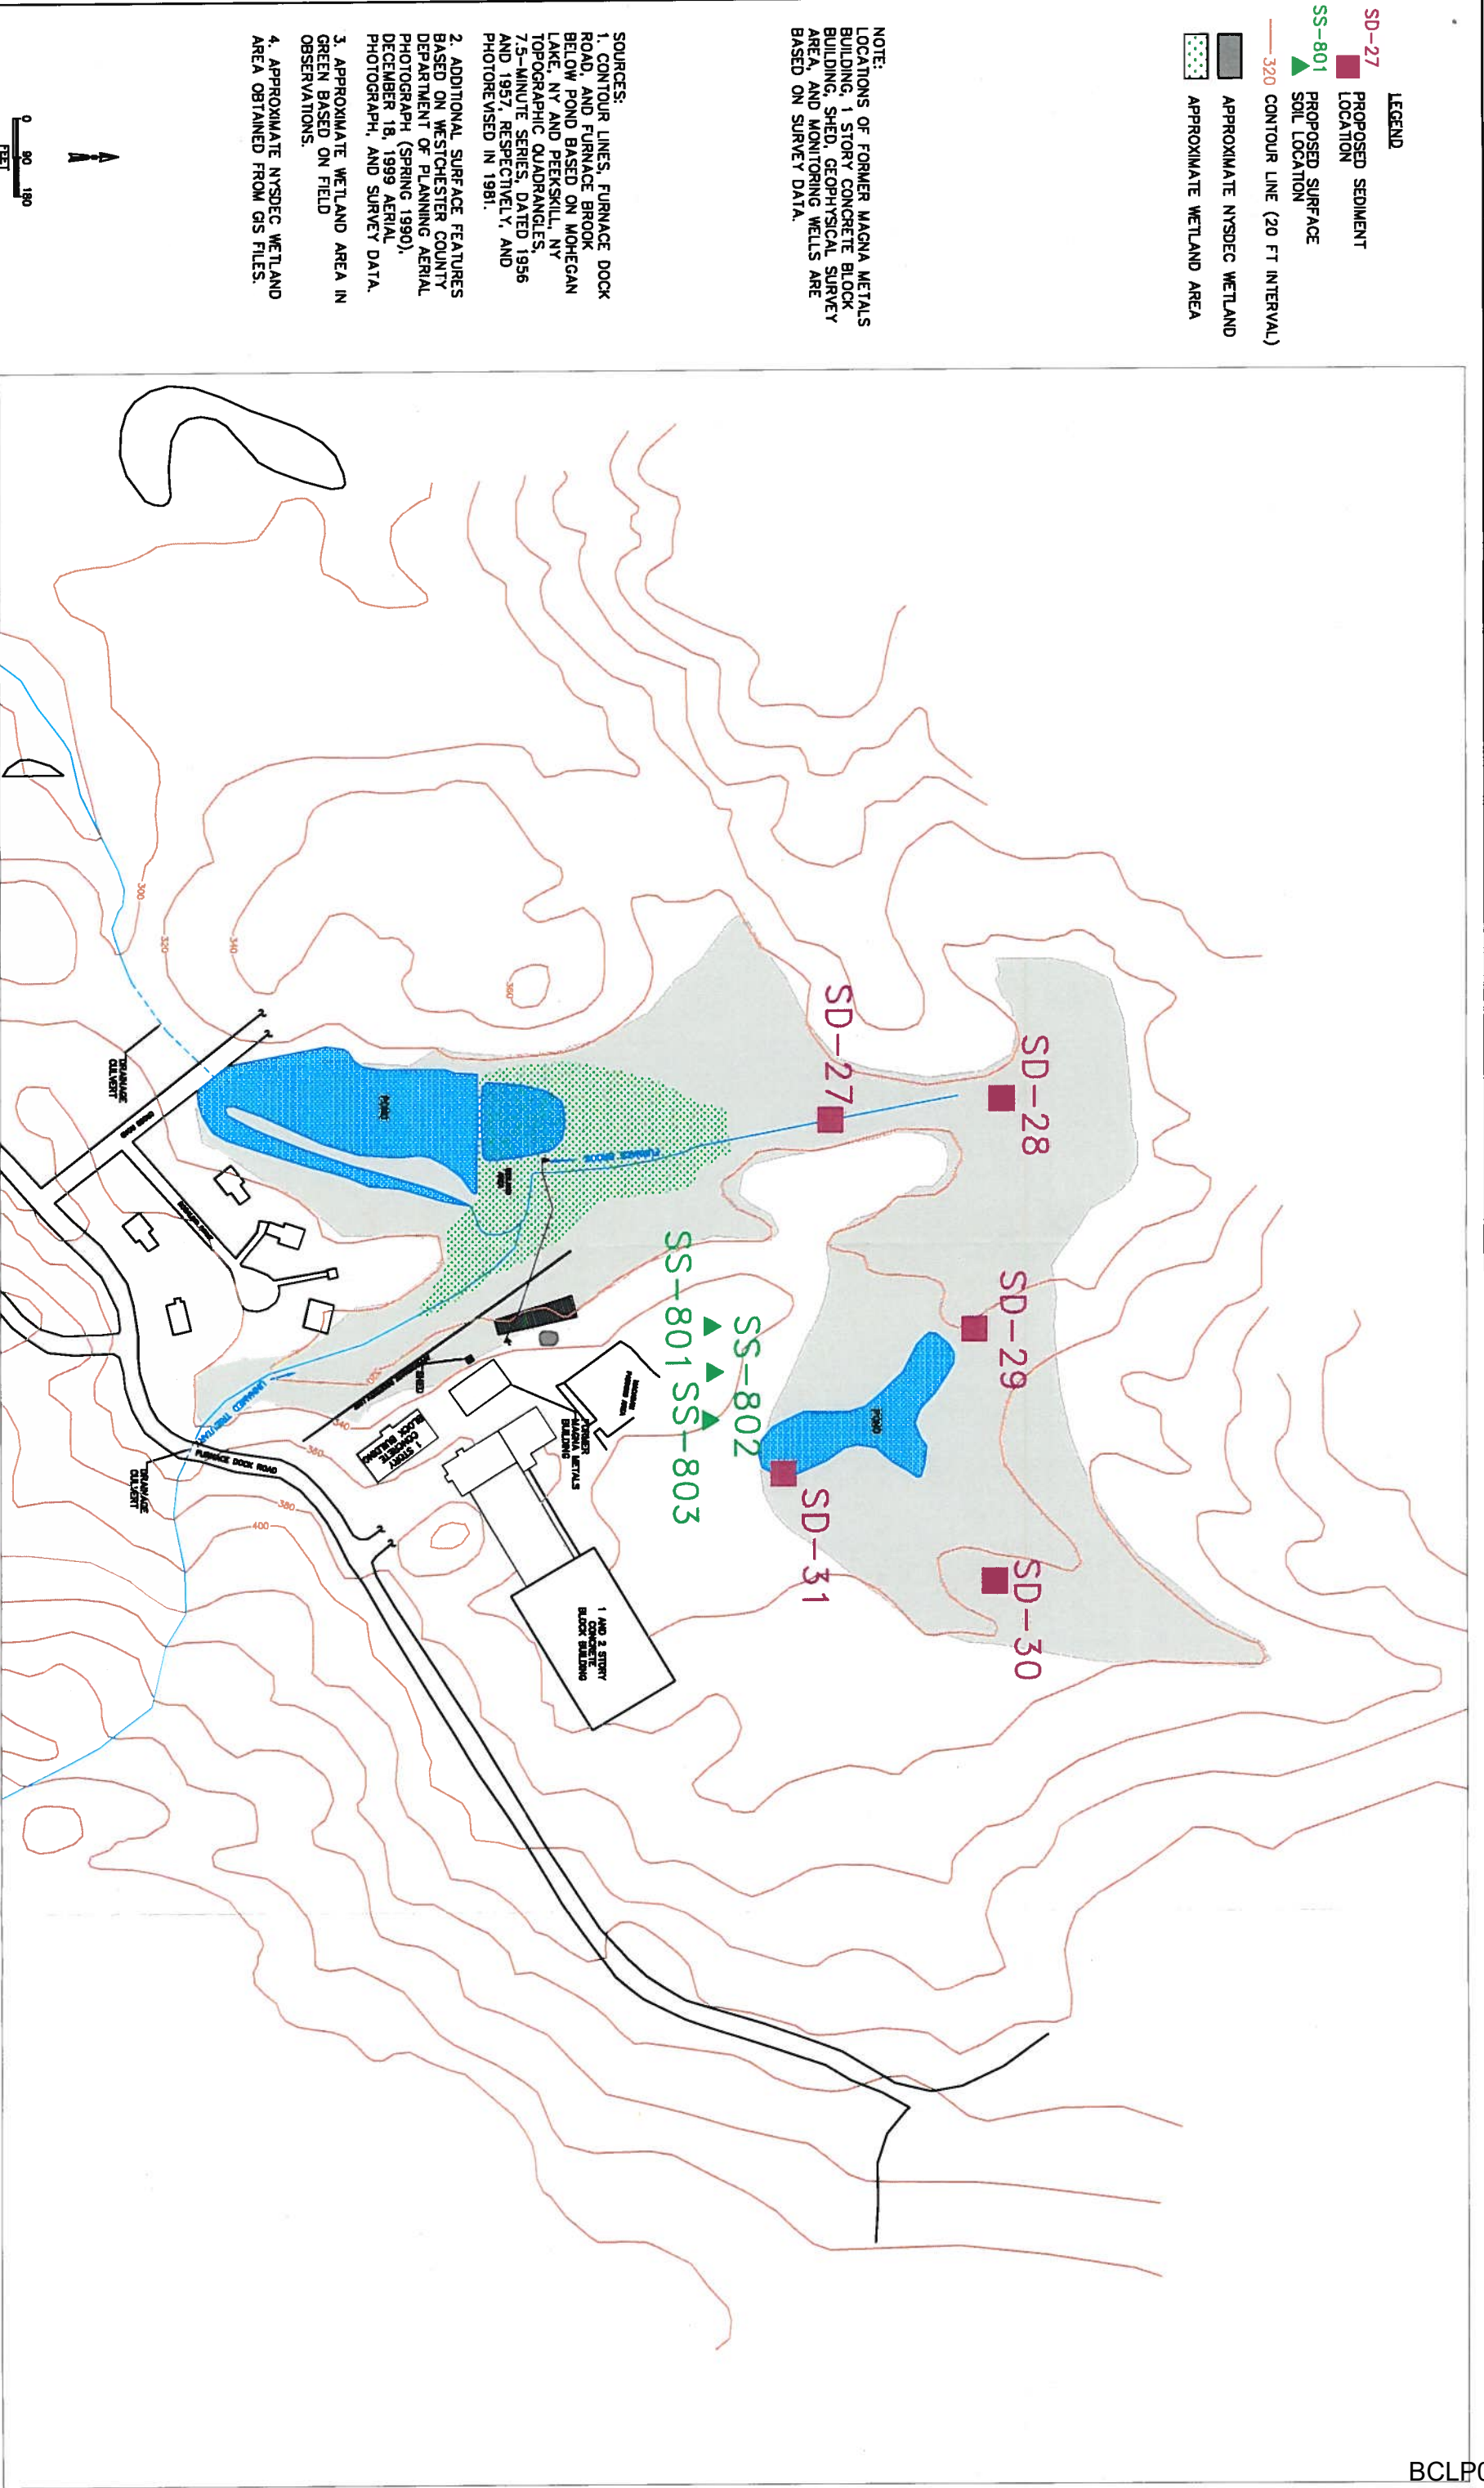 LEGEND
SD-27
PROPOSED SEDIMENT
LOCATION
SS-801
PROPOSED SURFACE
SOIL LOCATION
320 CONTOUR LINE (20 FT INTERVAL)
APPROXIMATE NYSDEC WETLAND
APPROXIMATE WETLAND AREA
NOTE:
LOCATIONS OF FORMER MAGNA METALS
BUILDING, 1 STORY CONCRETE BLOCK
BUILDING, SHED, GEOPHYSICAL SURVEY
AREA, AND MONITORING WELLS ARE
BASED ON SURVEY DATA.
SOURCES:
1. CONTOUR LINES, FURNACE DOCK
ROAD, AND FURNACE BROOK
BELOW POND BASED ON MOHEGAN
LAKE, NY AND PEEKSKILL, NY
TOPOGRAPHIC QUADRANGLES,
7.5-MINUTE SERIES, DATED 1956
AND 1957, RESPECTIVELY, AND
PHOTOREVISED IN 1981.
2. ADDITIONAL SURFACE FEATURES
BASED ON WESTCHESTER COUNTY
DEPARTMENT OF PLANNING AERIAL
PHOTOGRAPH (SPRING 1990),
DECEMBER 18, 1999 AERIAL
PHOTOGRAPH, AND SURVEY DATA.
3. APPROXIMATE WETLAND AREA IN
GREEN BASED ON FIELD
OBSERVATIONS.
4. APPROXIMATE NYSDEC WETLAND
AREA OBTAINED FROM GIS FILES.
0 90 180
FEET
SD-28
SD-29
SD-30
SD-27
SD-31
POND
SS-802
SS-801
SS-803
FURNACE BROOK
POND
FORMER
MAGNA METALS
BUILDING
1 AND 2 STORY
CONCRETE
BLOCK BUILDING
1 STORY
CONCRETE
BLOCK BUILDING
UNNAMED TRIBUTARY
FURNACE DOCK ROAD
DRAINAGE
CULVERT
DRAINAGE
CULVERT
300
320
340
360
340
360
380
400
BCLP